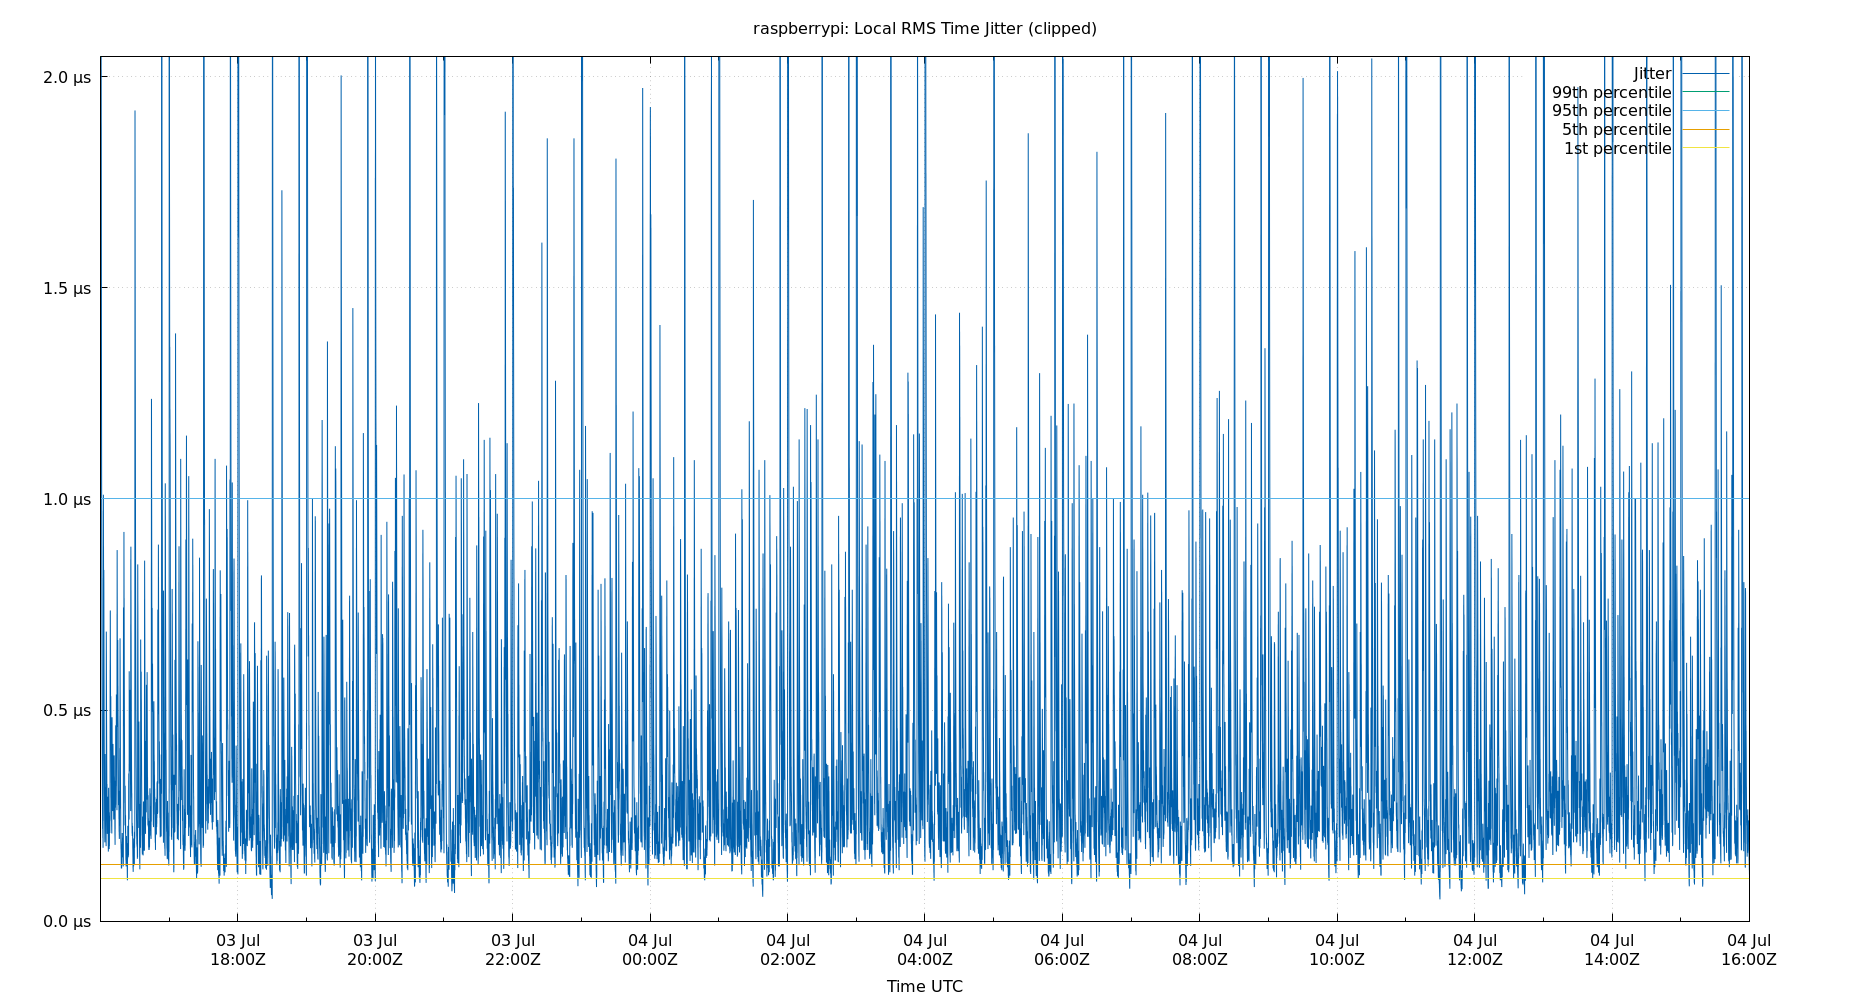 raspberrypi: Local RMS Time Jitter (clipped)
2.0 µs
1.5 µs
1.0 µs
0.5 µs
0.0 µs
Jitter
99th percentile
95th percentile
5th percentile
1st percentile
03 Jul 03 Jul 03 Jul 04 Jul 04 Jul 04 Jul 04 Jul 04 Jul 04 Jul 04 Jul 04 Jul 04 Jul
18:00Z 20:00Z 22:00Z 00:00Z 02:00Z 04:00Z 06:00Z 08:00Z 10:00Z 12:00Z 14:00Z 16:00Z
Time UTC